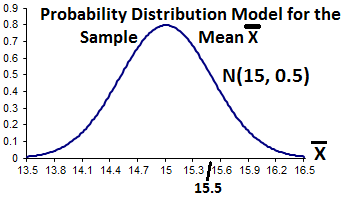 Probability Distribution Model for the
Sample Mean X̅
N(15, 0.5)
0.9
0.8
0.7
0.6
0.5
0.4
0.3
0.2
0.1
0
13.5 13.8 14.1 14.4 14.7 15 15.3 15.6 15.9 16.2 16.5
X̅
15.5